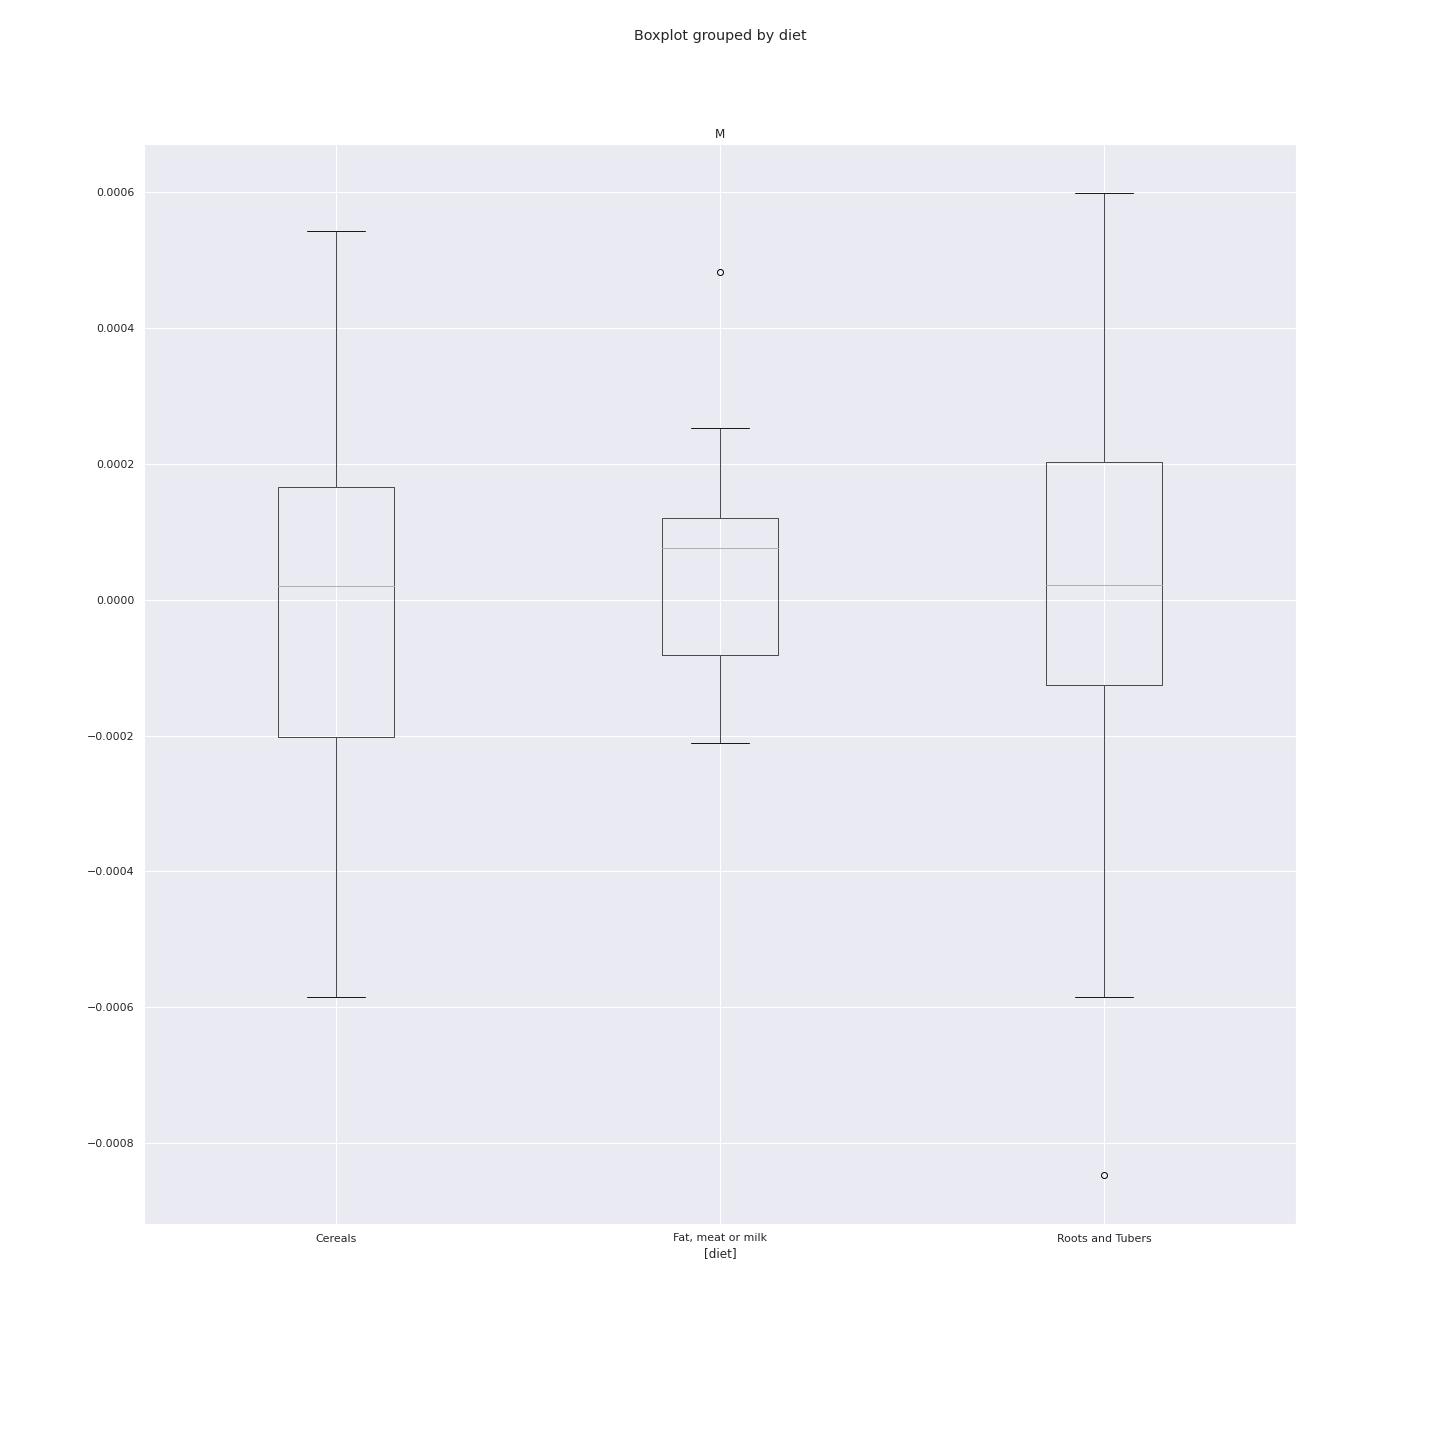 Boxplot grouped by diet
M
0.0006
0.0004
0.0002
0.0000
−0.0002
−0.0004
−0.0006
−0.0008
Cereals
Fat, meat or milk
Roots and Tubers
[diet]